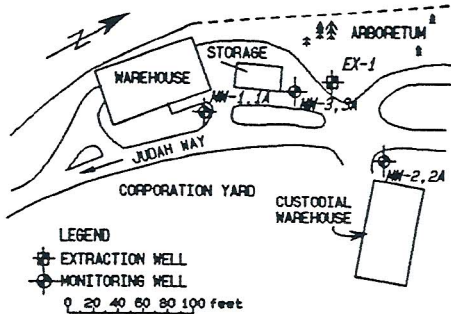 ARBORETUM
STORAGE
EX-1
WAREHOUSE
MW-1,1A
MW-3,3A
JUDAH WAY
MW-2,2A
CORPORATION YARD
CUSTODIAL
WAREHOUSE
LEGEND
EXTRACTION WELL
MONITORING WELL
0 20 40 60 80 100 feet
N